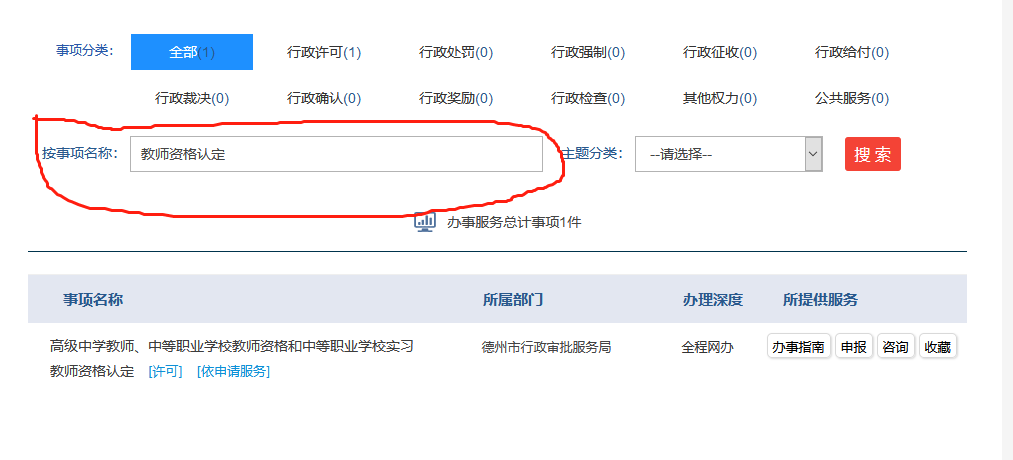 事项分类： 全部(1) 行政许可(1) 行政处罚(0) 行政强制(0) 行政征收(0) 行政给付(0)
行政裁决(0) 行政确认(0) 行政奖励(0) 行政检查(0) 其他权力(0) 公共服务(0)
按事项名称： 教师资格认定 主题分类： --请选择-- 搜 索
办事服务总计事项1件
事项名称 所属部门 办理深度 所提供服务
高级中学教师、中等职业学校教师资格和中等职业学校实习 德州市行政审批服务局 全程网办 办事指南 申报 咨询 收藏
教师资格认定 [许可] [依申请服务]